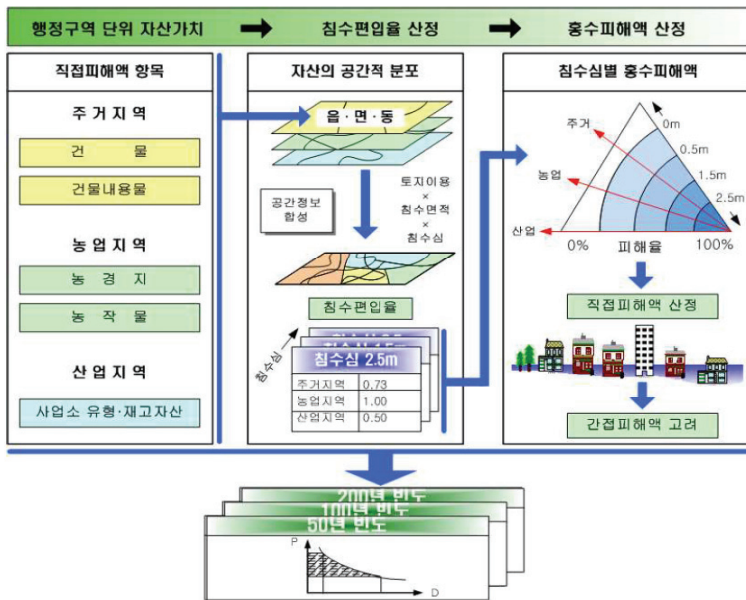 행정구역 단위 자산가치
침수편입율 산정
홍수피해액 산정
직접피해액 항목
주거지역
건 물
건물내용물
농업지역
농 경 지
농 작 물
산업지역
사업소 유형·재고자산
자산의 공간적 분포
읍·면·동
공간정보
합성
토지이용
×
침수면적
×
침수심
침수편입율
침수심
침수심 2.5m
주거지역 0.73
농업지역 1.00
산업지역 0.50
침수심별 홍수피해액
주거
농업
산업
0m
0.5m
1.5m
2.5m
0% 피해율 100%
직접피해액 산정
간접피해액 고려
200년 빈도
100년 빈도
50년 빈도
P
D